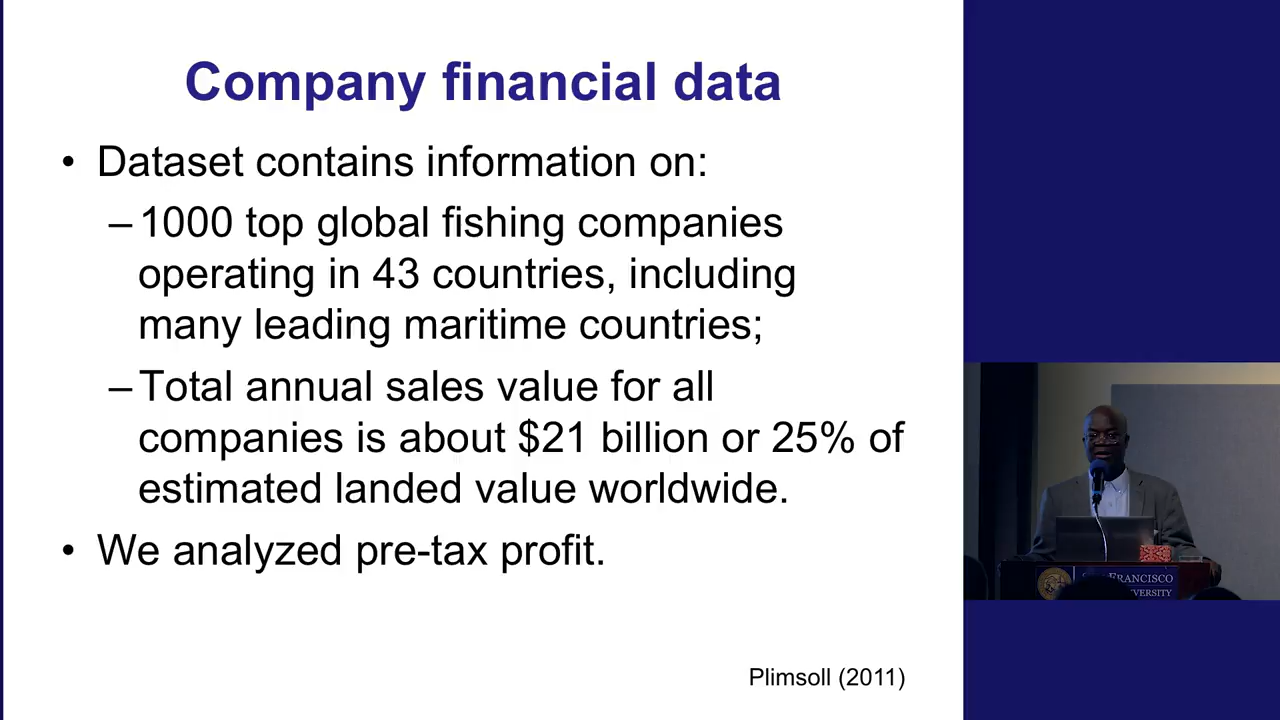 Company financial data
• Dataset contains information on:
–1000 top global fishing companies
operating in 43 countries, including
many leading maritime countries;
–Total annual sales value for all
companies is about $21 billion or 25% of
estimated landed value worldwide.
• We analyzed pre-tax profit.
Plimsoll (2011)
FRANCISCO